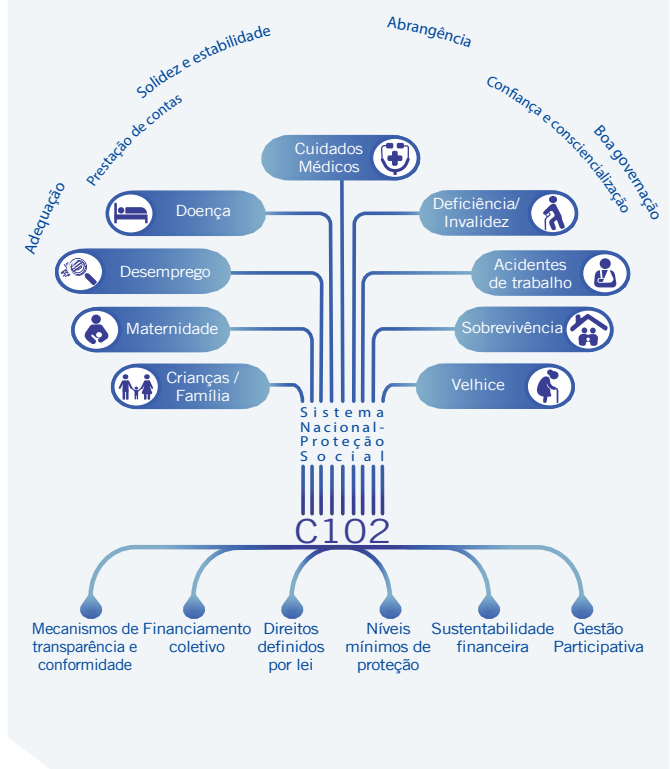 Adequação
Prestação de contas
Solidez e estabilidade
Abrangência
Confiança e consciencialização
Boa governação
Cuidados
Médicos
Doença
Deficiência/
Invalidez
Desemprego
Acidentes
de trabalho
Maternidade
Sobrevivência
Crianças /
Família
Velhice
Sistema
Nacional-
Proteção
Social
C102
Mecanismos de
transparência e
conformidade
Financiamento
coletivo
Direitos
definidos
por lei
Níveis
mínimos de
proteção
Sustentabilidade
financeira
Gestão
Participativa